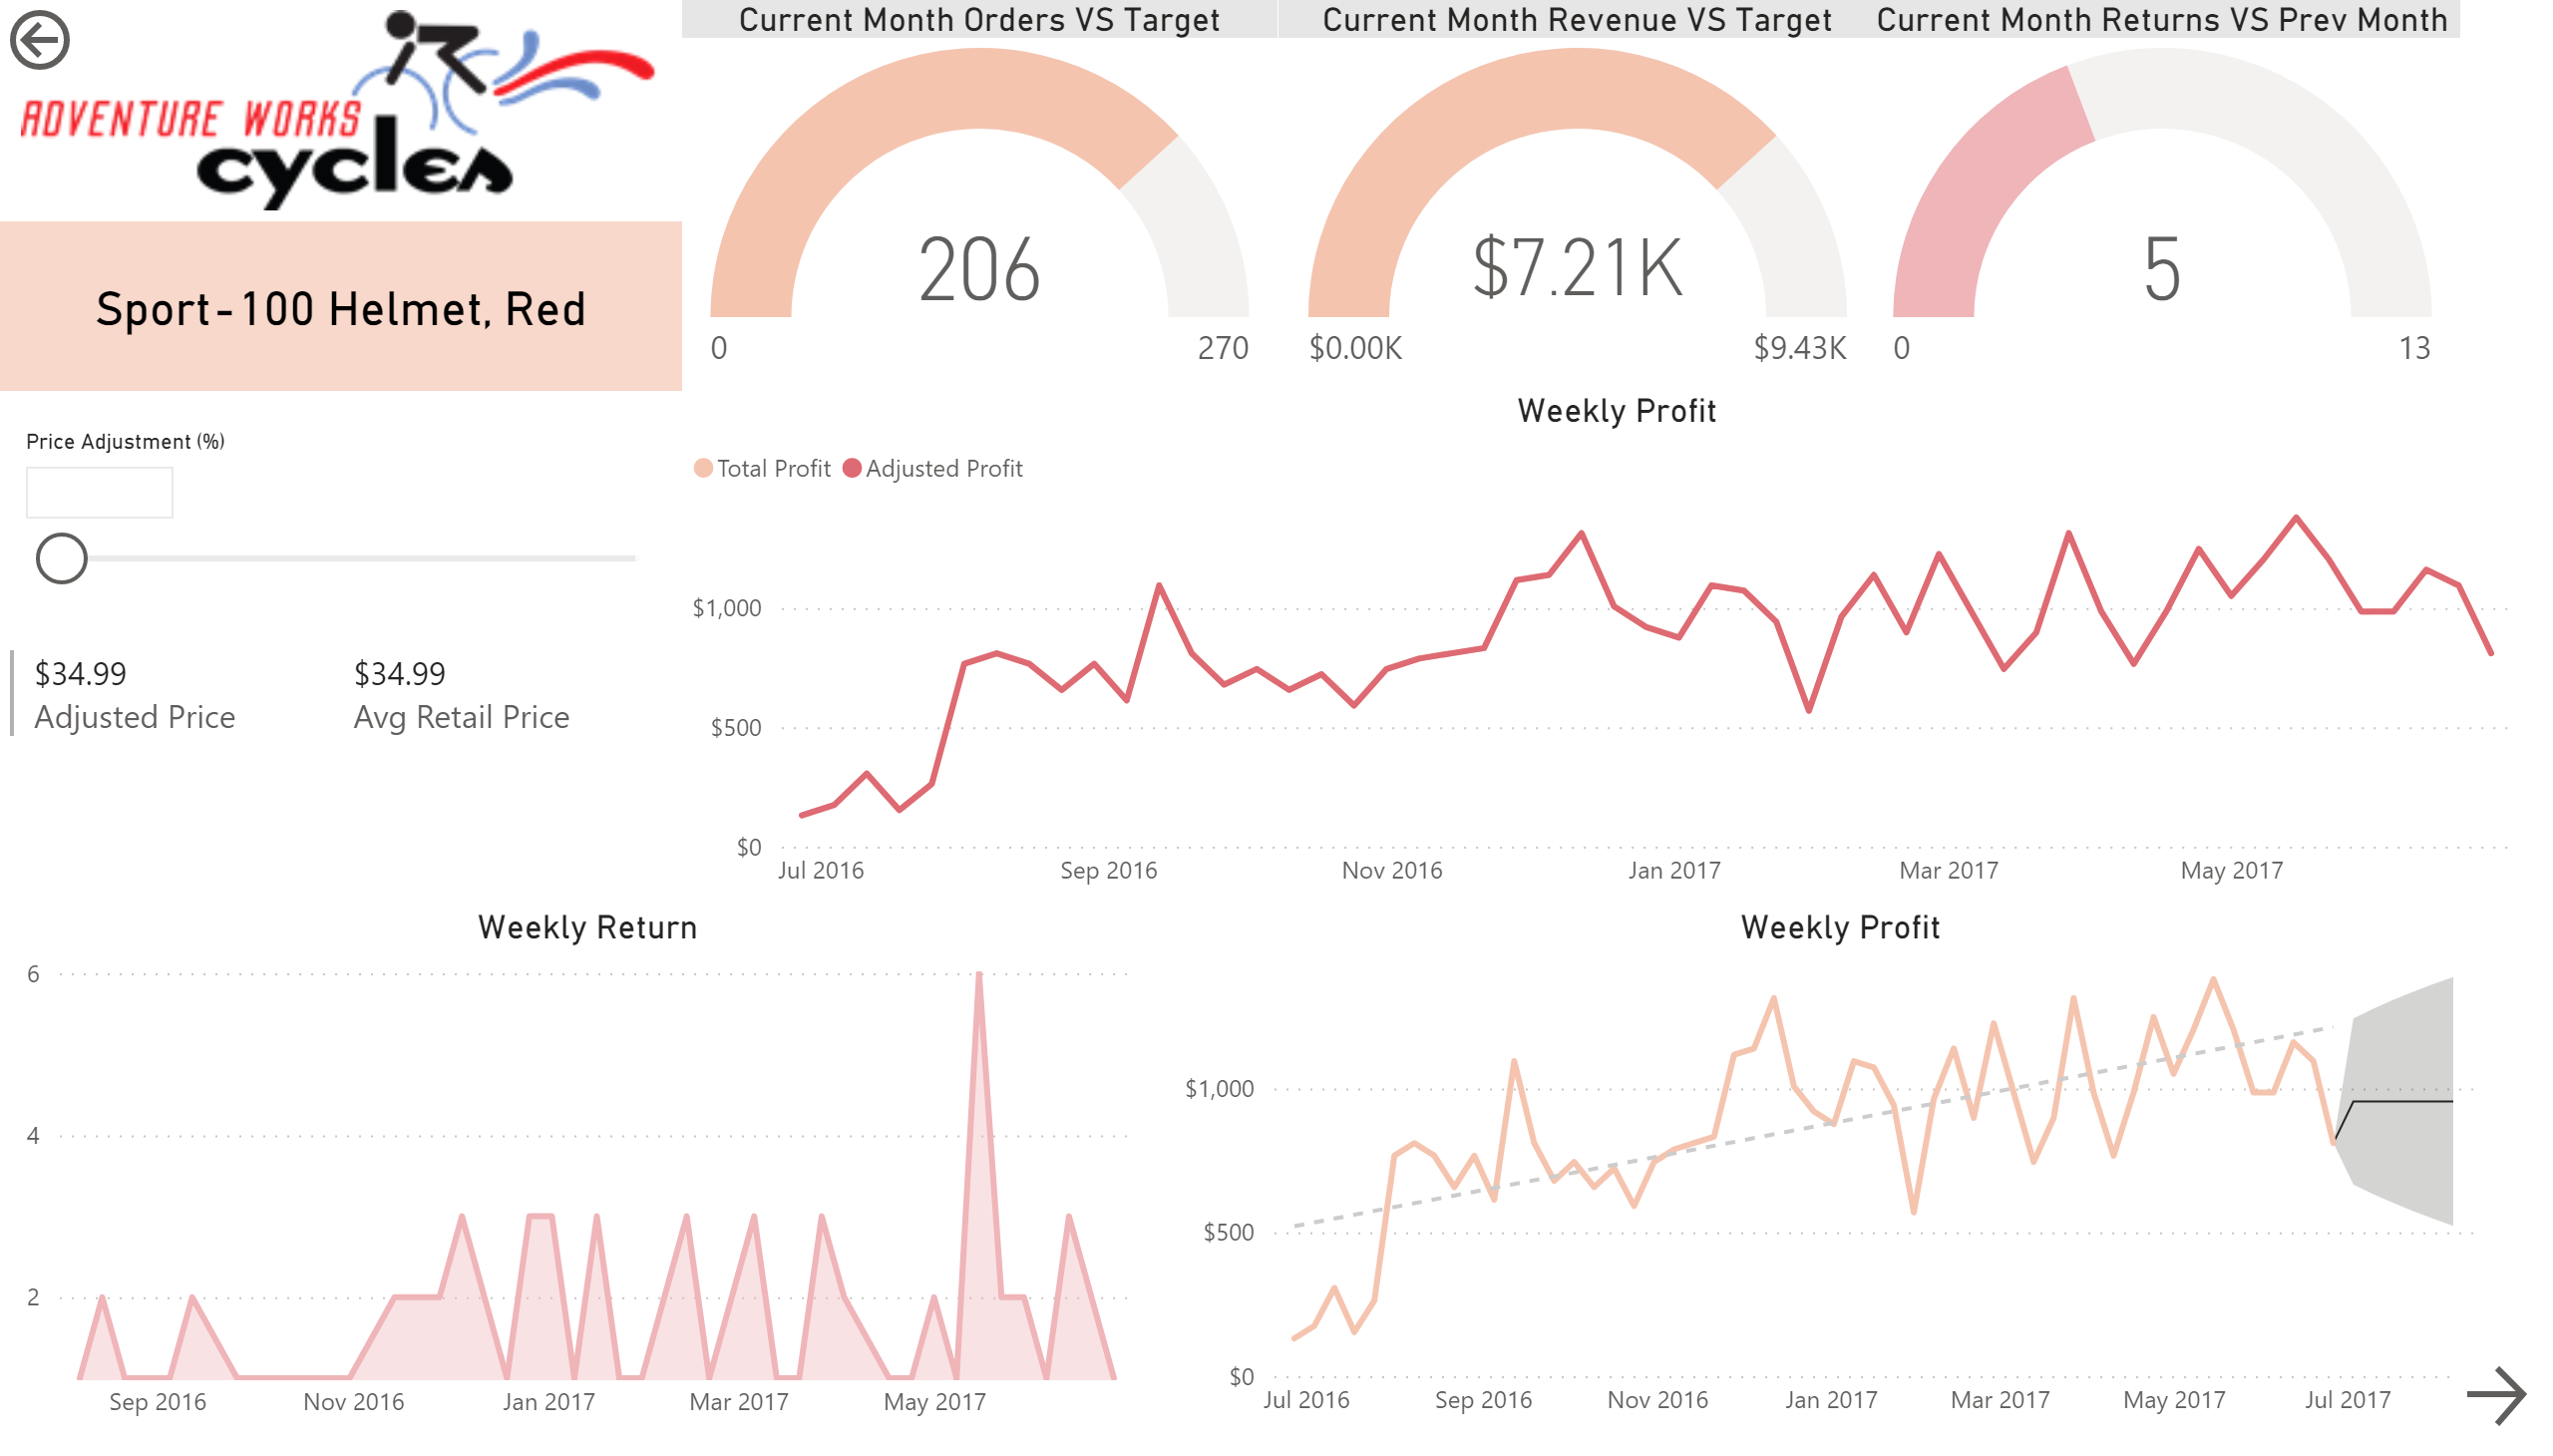 ADVENTURE WORKS
cycles
Sport-100 Helmet, Red
Current Month Orders VS Target
206
0
270
Current Month Revenue VS Target
$7.21K
$0.00K
$9.43K
Current Month Returns VS Prev Month
5
0
13
Price Adjustment (%)
$34.99
Adjusted Price
$34.99
Avg Retail Price
Weekly Profit
Total Profit
Adjusted Profit
$1,000
$500
$0
Jul 2016
Sep 2016
Nov 2016
Jan 2017
Mar 2017
May 2017
Weekly Return
6
4
2
Sep 2016
Nov 2016
Jan 2017
Mar 2017
May 2017
Weekly Profit
$1,000
$500
$0
Jul 2016
Sep 2016
Nov 2016
Jan 2017
Mar 2017
May 2017
Jul 2017